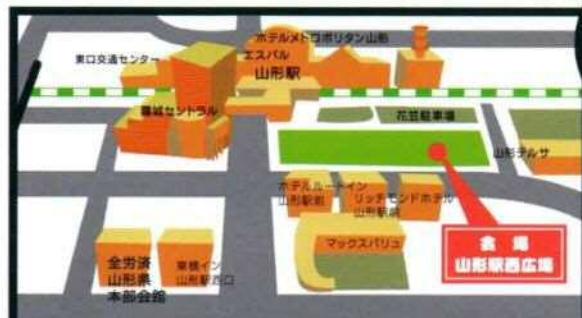 ホテルメトロポリタン山形
東口交通センター
エスパル
山形駅
霞城セントラル
花笠駐車場
山形テルサ
ホテルルートイン
山形駅前
リッチモンドホテル
山形駅前
マックスバリュ
会場
山形駅西広場
全労済
山形県
本部会館
東横イン
山形駅西口